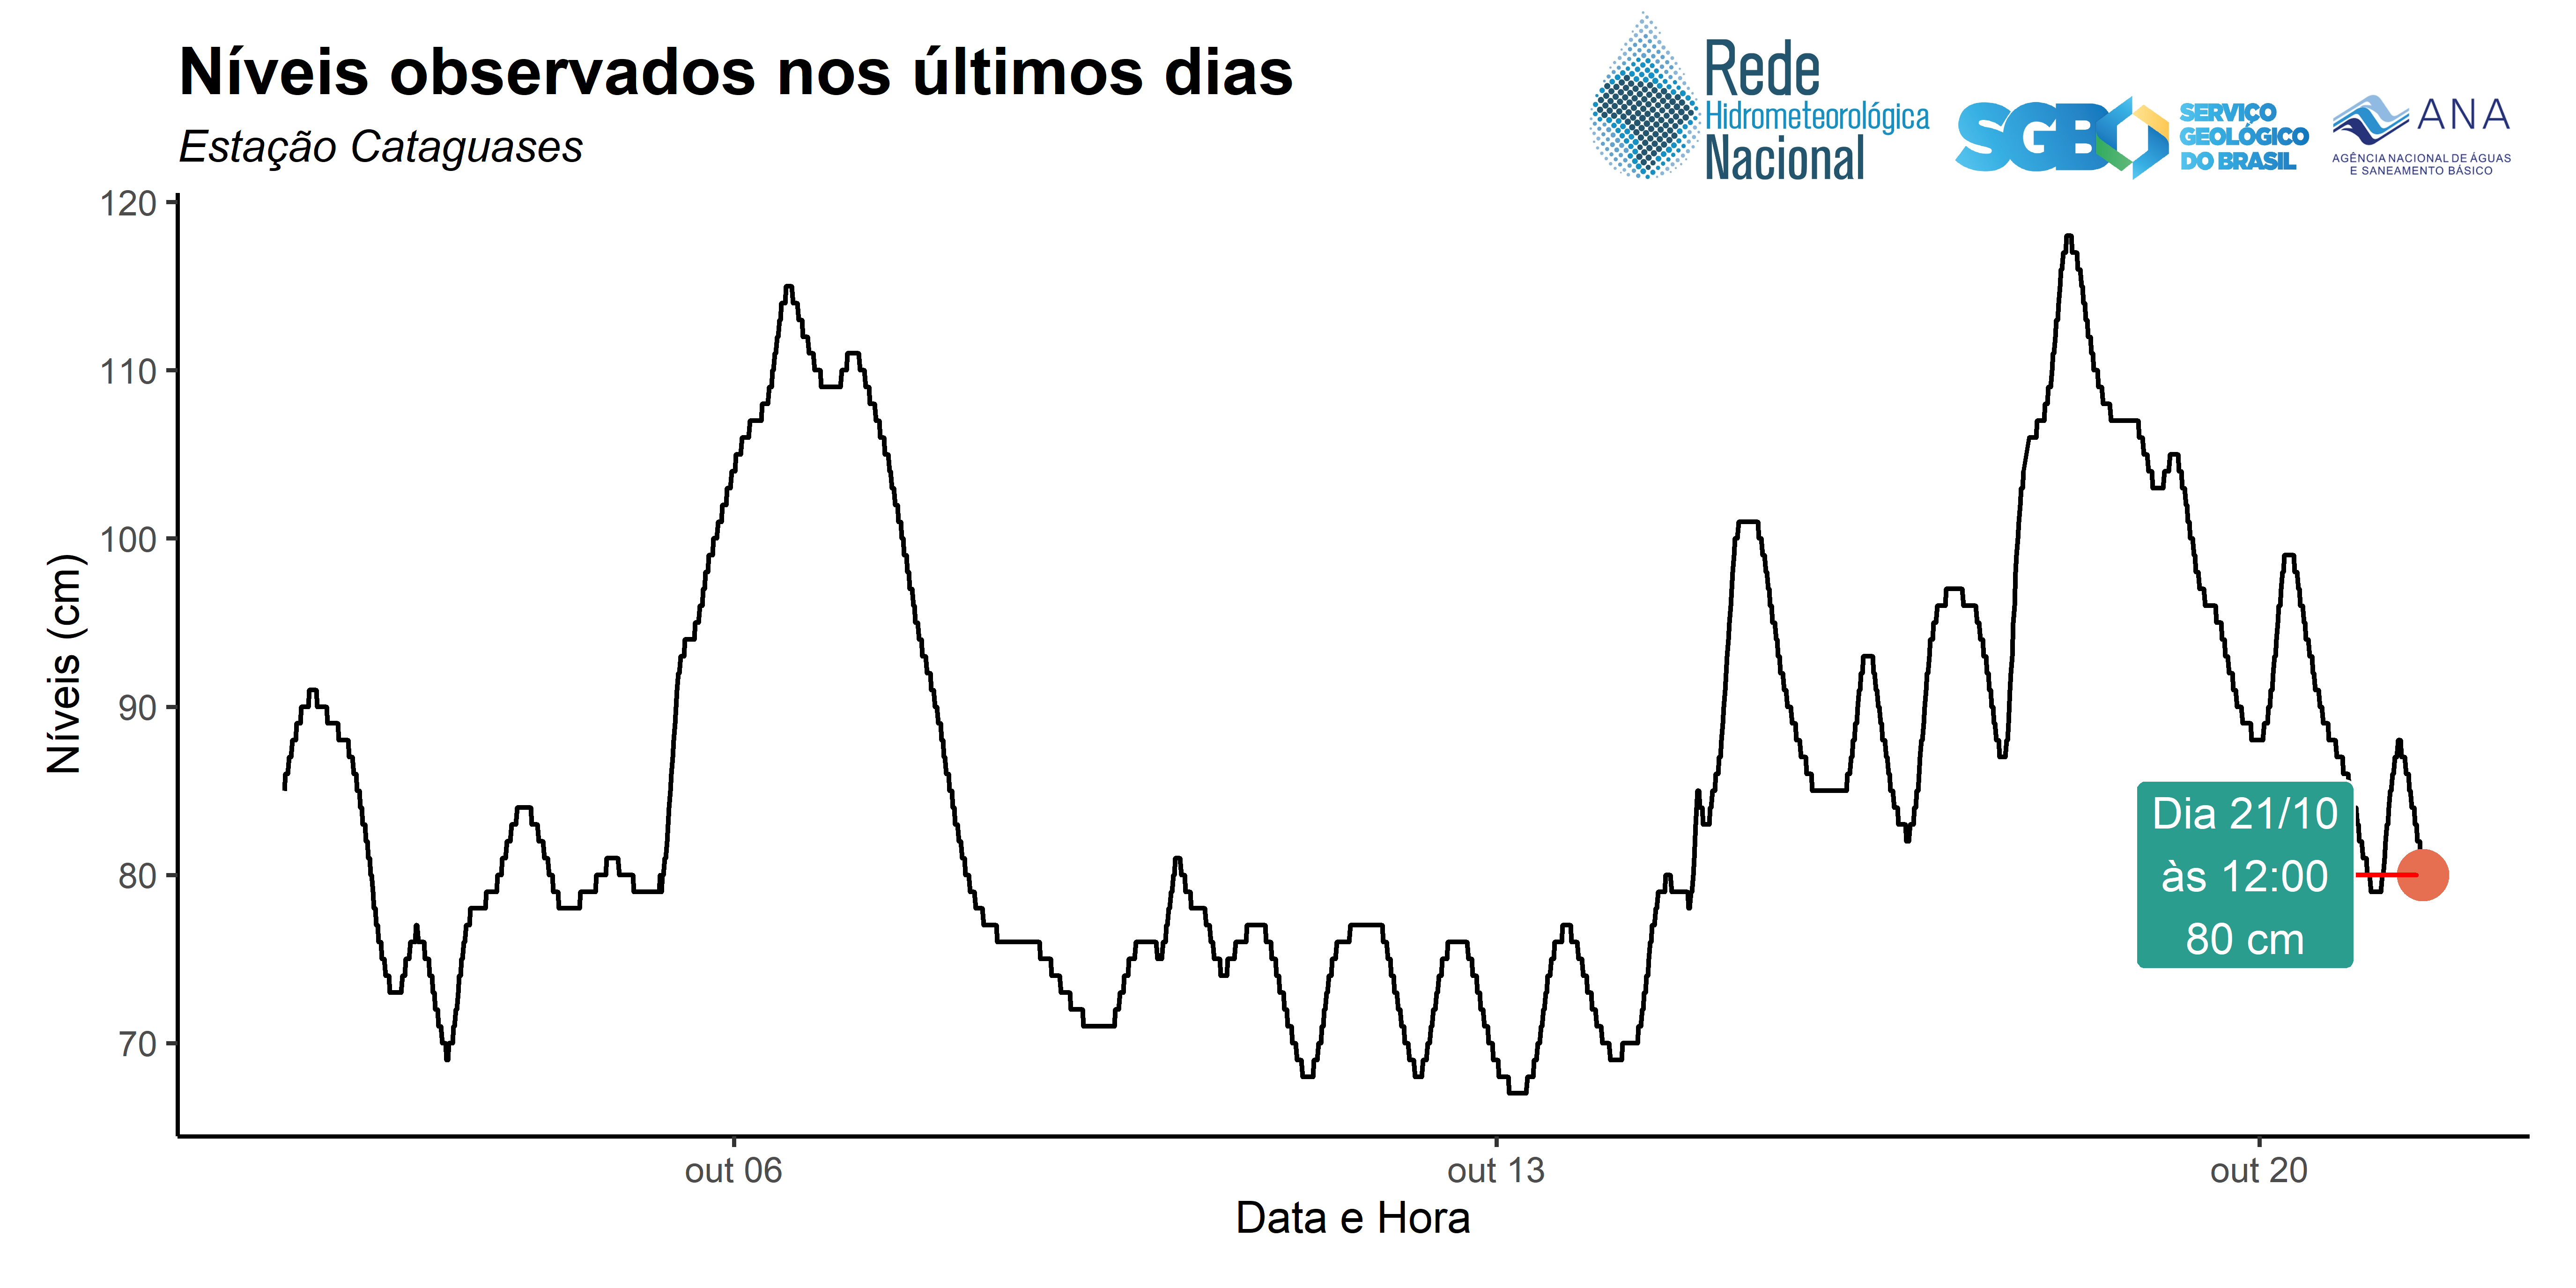 Níveis observados nos últimos dias
Estação Cataguases
Rede
Hidrometeorológica
Nacional
SGB
SERVIÇO
GEOLÓGICO
DO BRASIL
ANA
AGÊNCIA NACIONAL DE ÁGUAS
E SANEAMENTO BÁSICO
Níveis (cm)
120
110
100
90
80
70
Dia 21/10
às 12:00
80 cm
out 06
out 13
out 20
Data e Hora